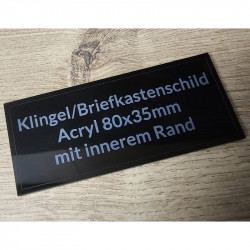 Klingel/Briefkastenschild
Acryl 80x35mm
mit innerem Rand